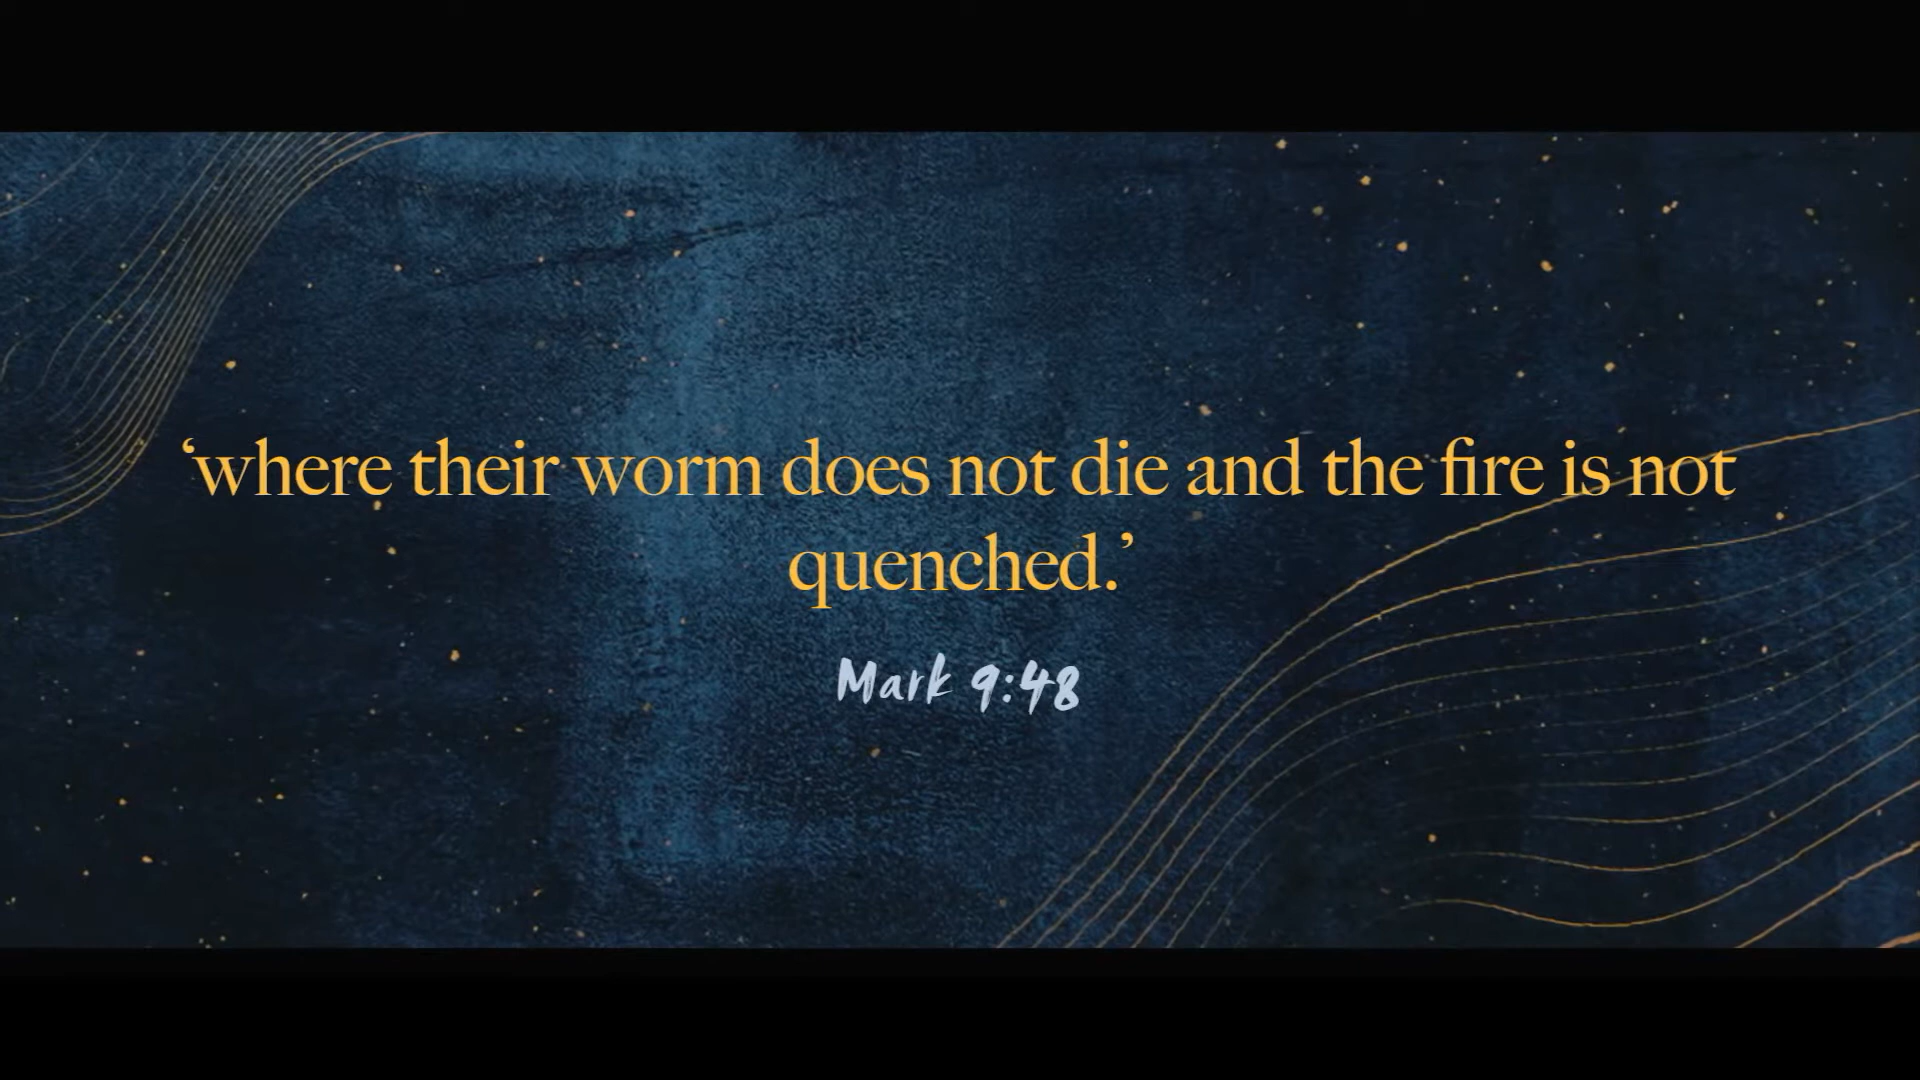 ‘where their worm does not die and the fire is not
quenched.’
Mark 9:48